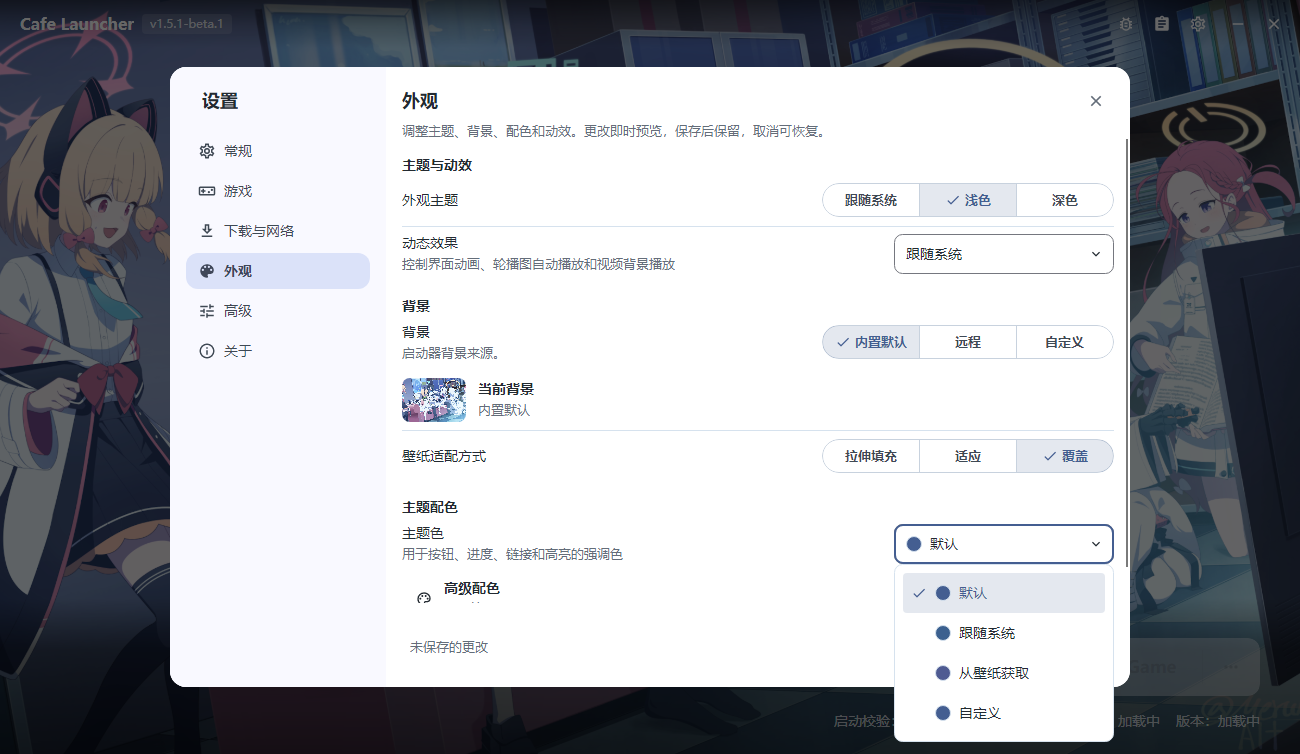 Cafe Launcher v1.5.1-beta.1
设置
常规
游戏
下载与网络
外观
高级
关于
外观
调整主题、背景、配色和动效。更改即时预览，保存后保留，取消可恢复。
主题与动效
外观主题
跟随系统 浅色 深色
动态效果
控制界面动画、轮播图自动播放和视频背景播放
跟随系统
背景
背景
启动器背景来源。
内置默认 远程 自定义
当前背景
内置默认
壁纸适配方式
拉伸填充 适应 覆盖
主题配色
主题色
用于按钮、进度、链接和高亮的强调色
默认
高级配色
默认
跟随系统
从壁纸获取
自定义
未保存的更改
Game
启动校验: 加载中 版本: 加载中